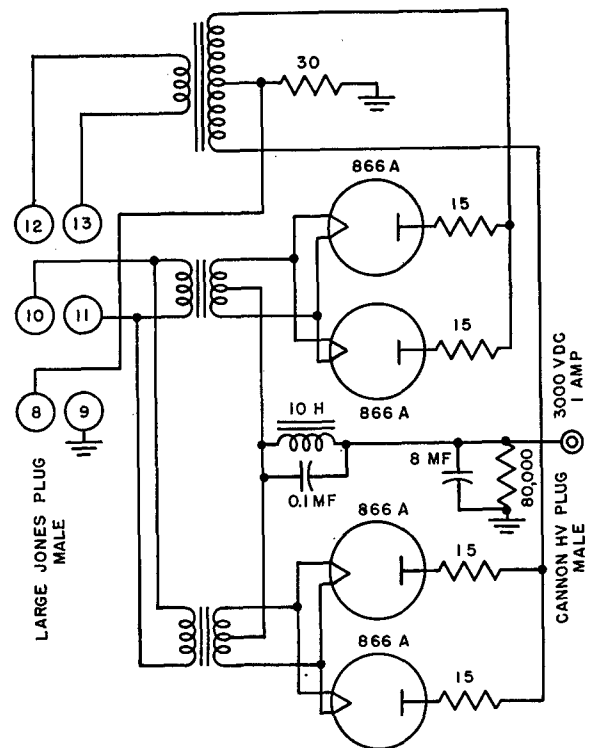 30
866 A
15
12
13
15
10
11
866 A
8
9
10 H
0.1 MF
8 MF
80,000
3000 VDC
1 AMP
CANNON HV PLUG
MALE
LARGE JONES PLUG
MALE
866 A
15
866 A
15